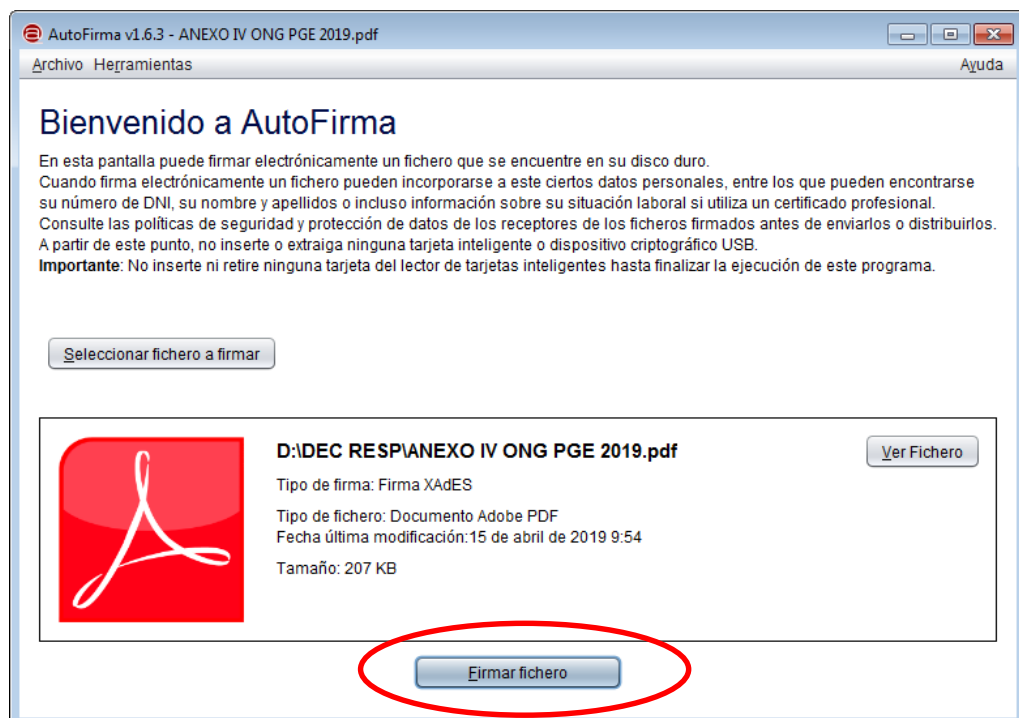 AutoFirma v1.6.3 - ANEXO IV ONG PGE 2019.pdf
Archivo Herramientas Ayuda
Bienvenido a AutoFirma
En esta pantalla puede firmar electrónicamente un fichero que se encuentre en su disco duro.
Cuando firma electrónicamente un fichero pueden incorporarse a este ciertos datos personales, entre los que pueden encontrarse
su número de DNI, su nombre y apellidos o incluso información sobre su situación laboral si utiliza un certificado profesional.
Consulte las políticas de seguridad y protección de datos de los receptores de los ficheros firmados antes de enviarlos o distribuirlos.
A partir de este punto, no inserte o extraiga ninguna tarjeta inteligente o dispositivo criptográfico USB.
Importante: No inserte ni retire ninguna tarjeta del lector de tarjetas inteligentes hasta finalizar la ejecución de este programa.
Seleccionar fichero a firmar
D:\DEC RESP\ANEXO IV ONG PGE 2019.pdf
Ver Fichero
Tipo de firma: Firma XAdES
Tipo de fichero: Documento Adobe PDF
Fecha última modificación:15 de abril de 2019 9:54
Tamaño: 207 KB
Firmar fichero